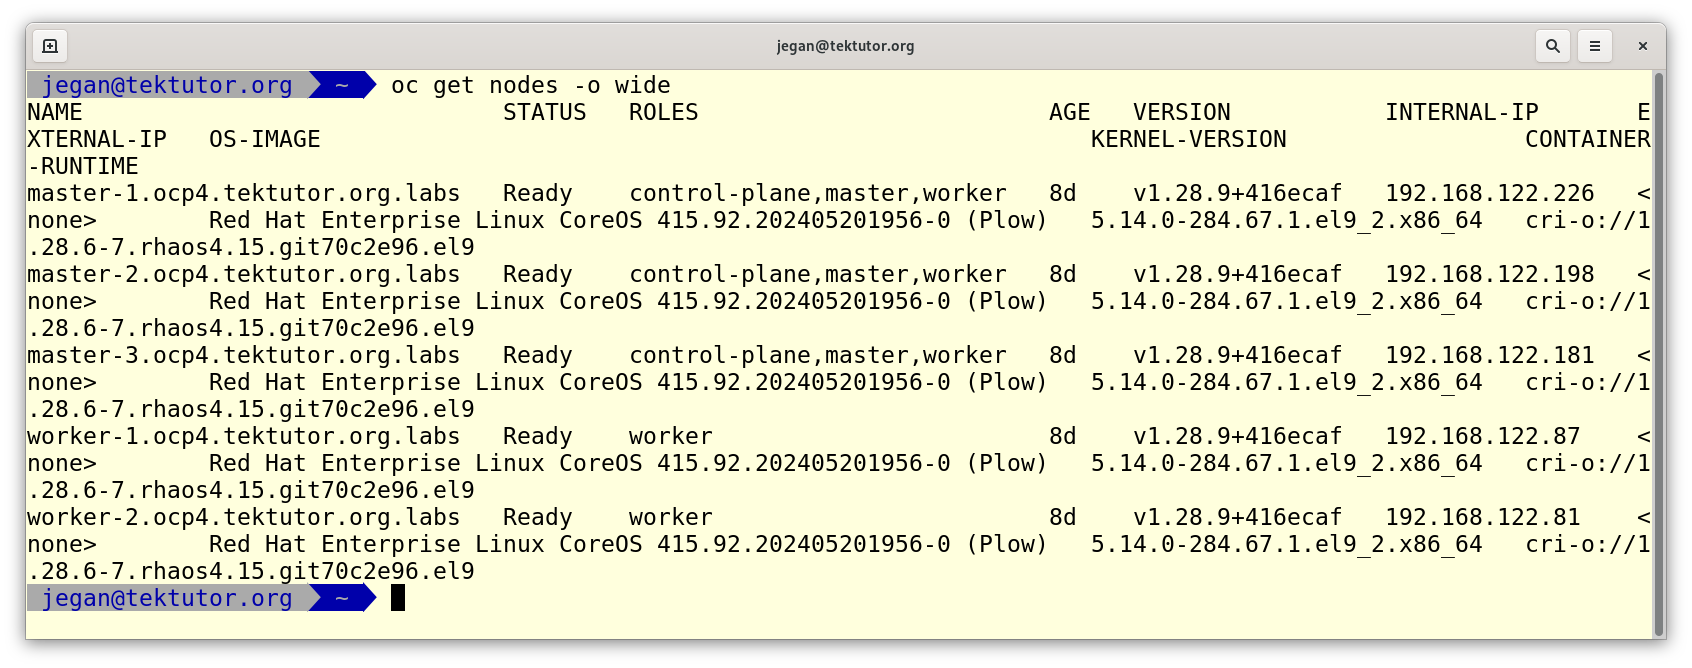 jegan@tektutor.org
jegan@tektutor.org ~ oc get nodes -o wide
NAME                              STATUS   ROLES                         AGE   VERSION           INTERNAL-IP       E
XTERNAL-IP   OS-IMAGE                                                       KERNEL-VERSION                 CONTAINER
-RUNTIME
master-1.ocp4.tektutor.org.labs   Ready    control-plane,master,worker   8d    v1.28.9+416ecaf   192.168.122.226   <
none>        Red Hat Enterprise Linux CoreOS 415.92.202405201956-0 (Plow)   5.14.0-284.67.1.el9_2.x86_64   cri-o://1
.28.6-7.rhaos4.15.git70c2e96.el9
master-2.ocp4.tektutor.org.labs   Ready    control-plane,master,worker   8d    v1.28.9+416ecaf   192.168.122.198   <
none>        Red Hat Enterprise Linux CoreOS 415.92.202405201956-0 (Plow)   5.14.0-284.67.1.el9_2.x86_64   cri-o://1
.28.6-7.rhaos4.15.git70c2e96.el9
master-3.ocp4.tektutor.org.labs   Ready    control-plane,master,worker   8d    v1.28.9+416ecaf   192.168.122.181   <
none>        Red Hat Enterprise Linux CoreOS 415.92.202405201956-0 (Plow)   5.14.0-284.67.1.el9_2.x86_64   cri-o://1
.28.6-7.rhaos4.15.git70c2e96.el9
worker-1.ocp4.tektutor.org.labs   Ready    worker                        8d    v1.28.9+416ecaf   192.168.122.87    <
none>        Red Hat Enterprise Linux CoreOS 415.92.202405201956-0 (Plow)   5.14.0-284.67.1.el9_2.x86_64   cri-o://1
.28.6-7.rhaos4.15.git70c2e96.el9
worker-2.ocp4.tektutor.org.labs   Ready    worker                        8d    v1.28.9+416ecaf   192.168.122.81    <
none>        Red Hat Enterprise Linux CoreOS 415.92.202405201956-0 (Plow)   5.14.0-284.67.1.el9_2.x86_64   cri-o://1
.28.6-7.rhaos4.15.git70c2e96.el9
jegan@tektutor.org ~